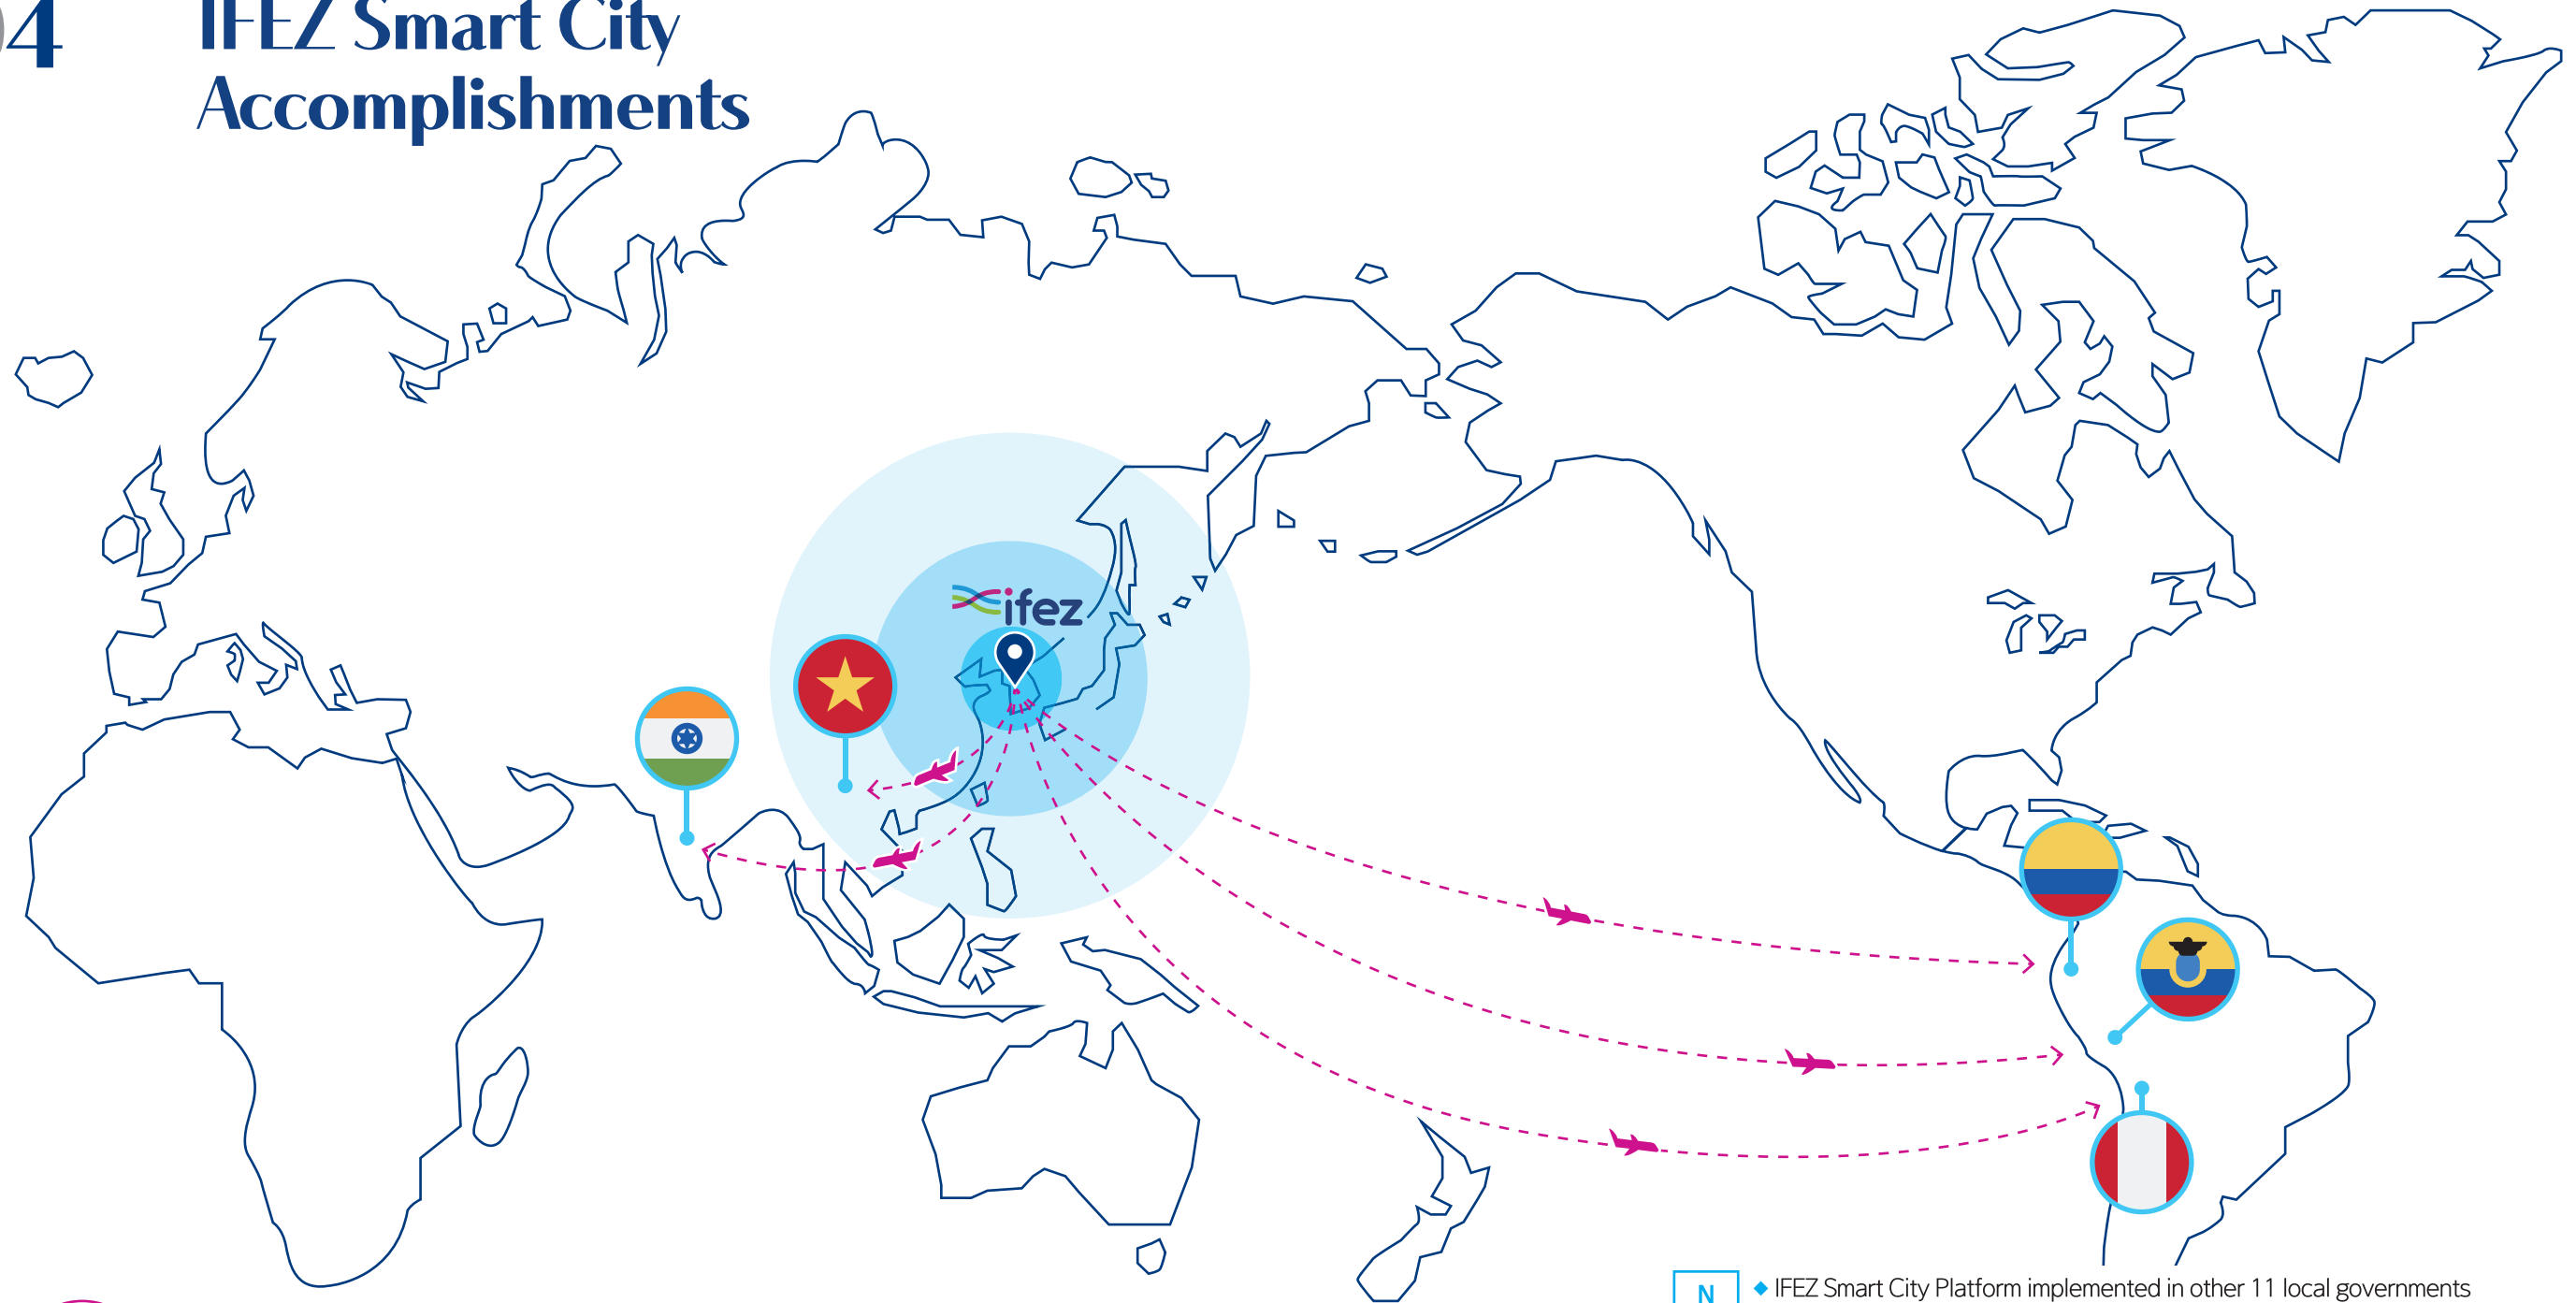 04
IFEZ Smart City
Accomplishments
ifez
N
◆ IFEZ Smart City Platform implemented in other 11 local governments